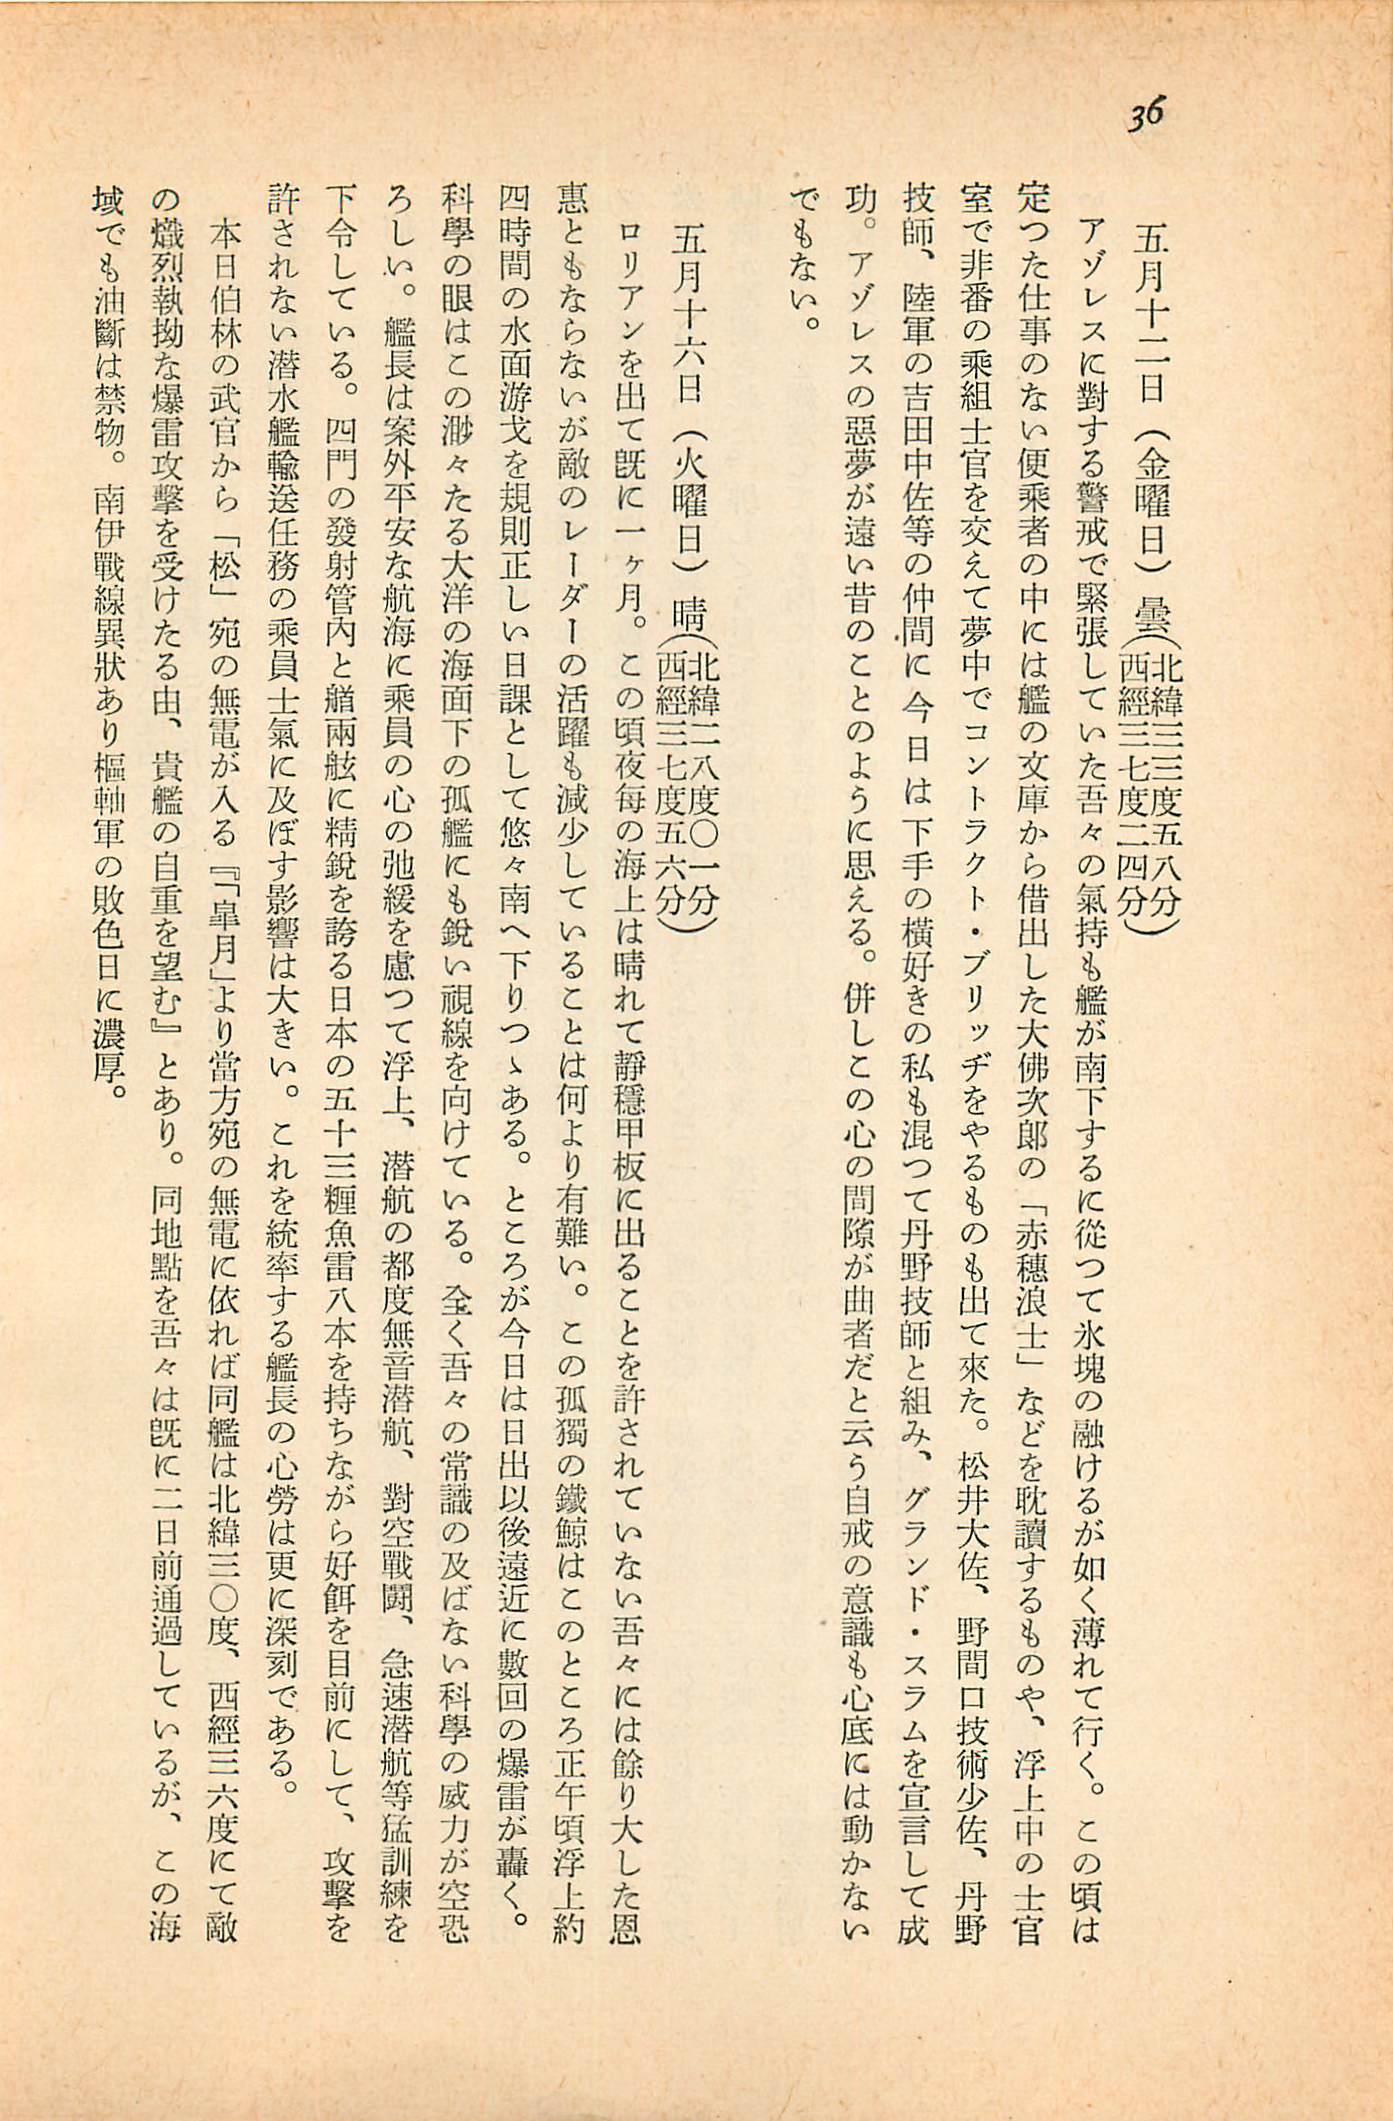 36
五月十二日（金曜日）　曇（北緯三三度五八分
西經三七度二四分）
アゾレスに對する警戒で緊張していた吾々の氣持も艦が南下するに從つて氷塊の融けるが如く薄れて行く。この頃は
定つた仕事のない便乘者の中には艦の文庫から借出した大佛次郎の「赤穗浪士」などを耽讀するものや、浮上中の士官
室で非番の乘組士官を交えて夢中でコントラクト・ブリッヂをやるものも出て來た。松井大佐、野間口技術少佐、丹野
技師、陸軍の吉田中佐等の仲間に今日は下手の横好きの私も混つて丹野技師と組み、グランド・スラムを宣言して成
功。アゾレスの惡夢が遠い昔のことのように思える。併しこの心の間隙が曲者だと云う自戒の意識も心底には動かない
でもない。
五月十六日（火曜日）　晴（北緯二八度〇一分
西經三七度五六分）
ロリアンを出て旣に一ヶ月。この頃夜每の海上は晴れて靜穩甲板に出ることを許されていない吾々には餘り大した恩
惠ともならないが敵のレーダーの活躍も減少していることは何より有難い。この孤獨の鐵鯨はこのところ正午頃浮上約
四時間の水面游戈を規則正しい日課として悠々南へ下りつゝある。ところが今日は日出以後遠近に數回の爆雷が轟く。
科學の眼はこの渺々たる大洋の海面下の孤艦にも銳い視線を向けている。全く吾々の常識の及ばない科學の威力が空恐
ろしい。艦長は案外平安な航海に乘員の心の弛緩を慮つて浮上、潜航の都度無音潜航、對空戰鬪、急速潜航等猛訓練を
下令している。四門の發射管內と艏兩舷に精銳を誇る日本の五十三糎魚雷八本を持ちながら好餌を目前にして、攻擊を
許されない潜水艦輸送任務の乘員士氣に及ぼす影響は大きい。これを統率する艦長の心勞は更に深刻である。
本日伯林の武官から「松」宛の無電が入る『「皐月」より當方宛の無電に依れば同艦は北緯三〇度、西經三六度にて敵
の熾烈執拗な爆雷攻擊を受けたる由、貴艦の自重を望む』とあり。同地點を吾々は旣に二日前通過しているが、この海
域でも油斷は禁物。南伊戰線異狀あり樞軸軍の敗色日に濃厚。